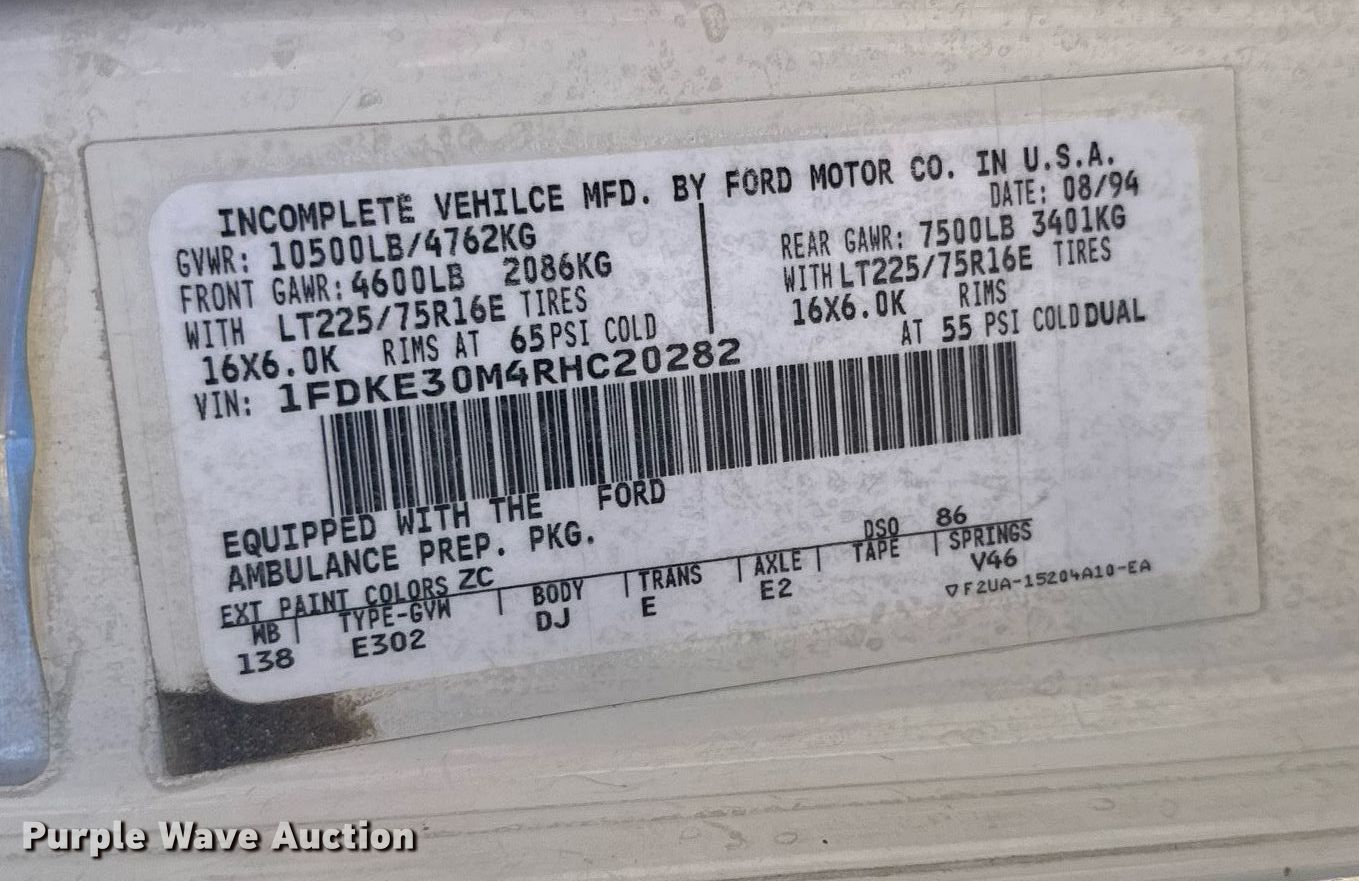 INCOMPLETE VEHILCE MFD. BY FORD MOTOR CO. IN U.S.A.
DATE: 08/94
GVWR: 10500LB/4762KG
FRONT GAWR: 4600LB 2086KG
WITH LT225/75R16E TIRES
16X6.0K RIMS AT 65 PSI COLD
REAR GAWR: 7500LB 3401KG
WITH LT225/75R16E TIRES
16X6.0K RIMS
AT 55 PSI COLD DUAL
VIN: 1FDKE30M4RHC20282
EQUIPPED WITH THE FORD
AMBULANCE PREP. PKG.
DSO 86
EXT PAINT COLORS ZC
WB | TYPE-GVW | BODY | TRANS | AXLE | TAPE | SPRINGS
138 E302 DJ E E2 V46
▽F2UA-15204A10-EA
Purple Wave Auction